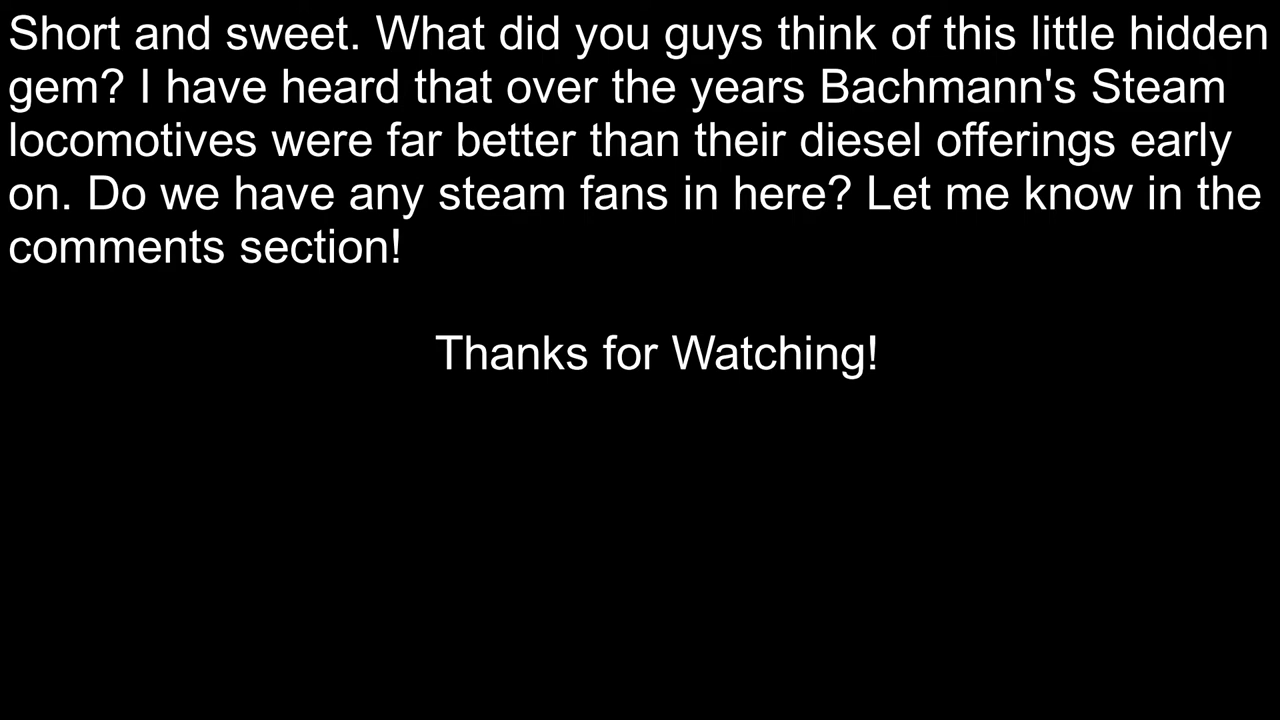 Short and sweet. What did you guys think of this little hidden
gem? I have heard that over the years Bachmann's Steam
locomotives were far better than their diesel offerings early
on. Do we have any steam fans in here? Let me know in the
comments section!
Thanks for Watching!